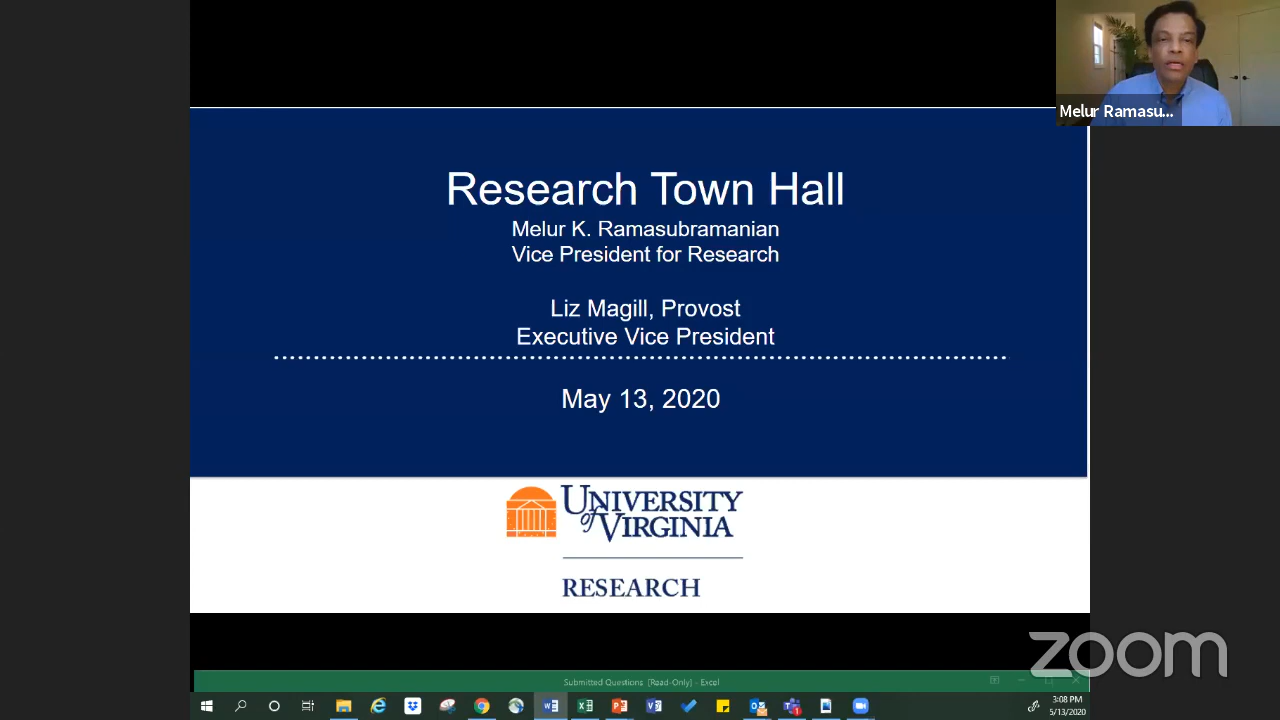 Melur Ramasu...
Research Town Hall
Melur K. Ramasubramanian
Vice President for Research
Liz Magill, Provost
Executive Vice President
May 13, 2020
UNIVERSITY
of VIRGINIA
RESEARCH
zoom
Submitted Questions [Read-Only] - Excel
3:08 PM
5/13/2020